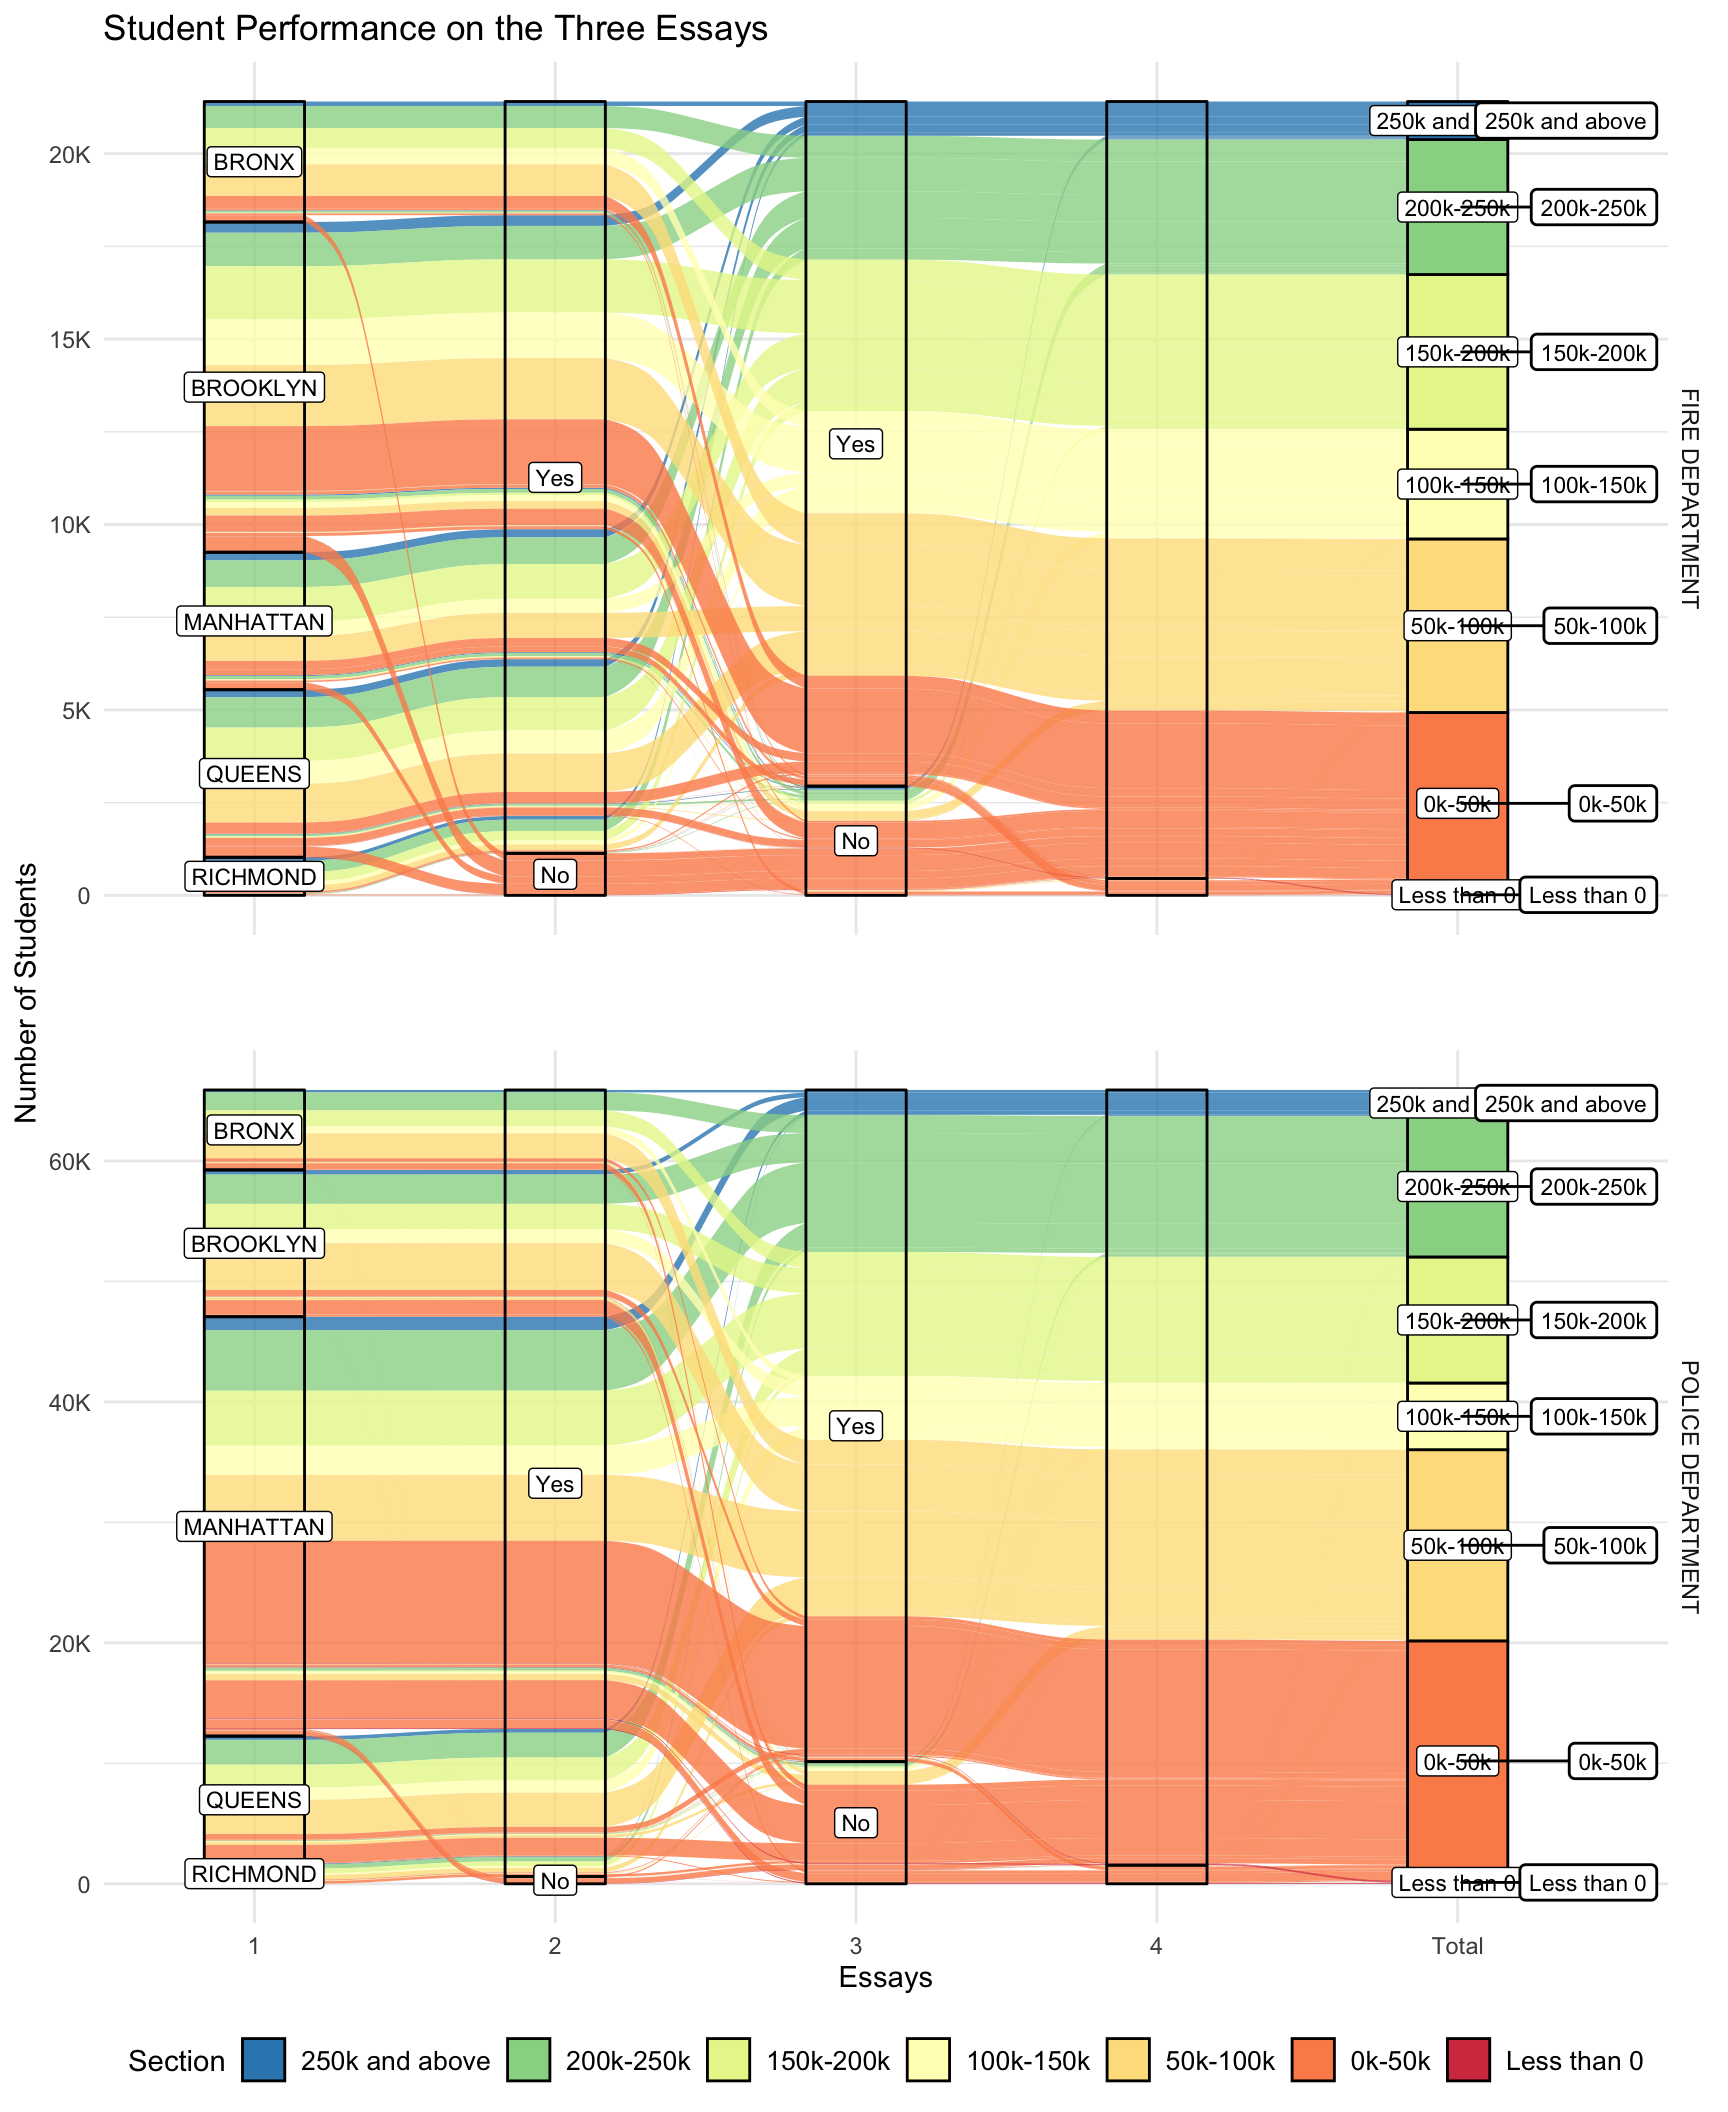 Student Performance on the Three Essays
Number of Students
20K
15K
10K
5K
0
BRONX
BROOKLYN
MANHATTAN
QUEENS
RICHMOND
Yes
No
Yes
No
250k and
250k and above
200k-250k
200k-250k
150k-200k
150k-200k
100k-150k
100k-150k
50k-100k
50k-100k
0k-50k
0k-50k
Less than 0
Less than 0
FIRE DEPARTMENT
60K
40K
20K
0
BRONX
BROOKLYN
MANHATTAN
QUEENS
RICHMOND
Yes
No
Yes
No
250k and
250k and above
200k-250k
200k-250k
150k-200k
150k-200k
100k-150k
100k-150k
50k-100k
50k-100k
0k-50k
0k-50k
Less than 0
Less than 0
POLICE DEPARTMENT
1 2 3 4 Total
Essays
Section 250k and above 200k-250k 150k-200k 100k-150k 50k-100k 0k-50k Less than 0